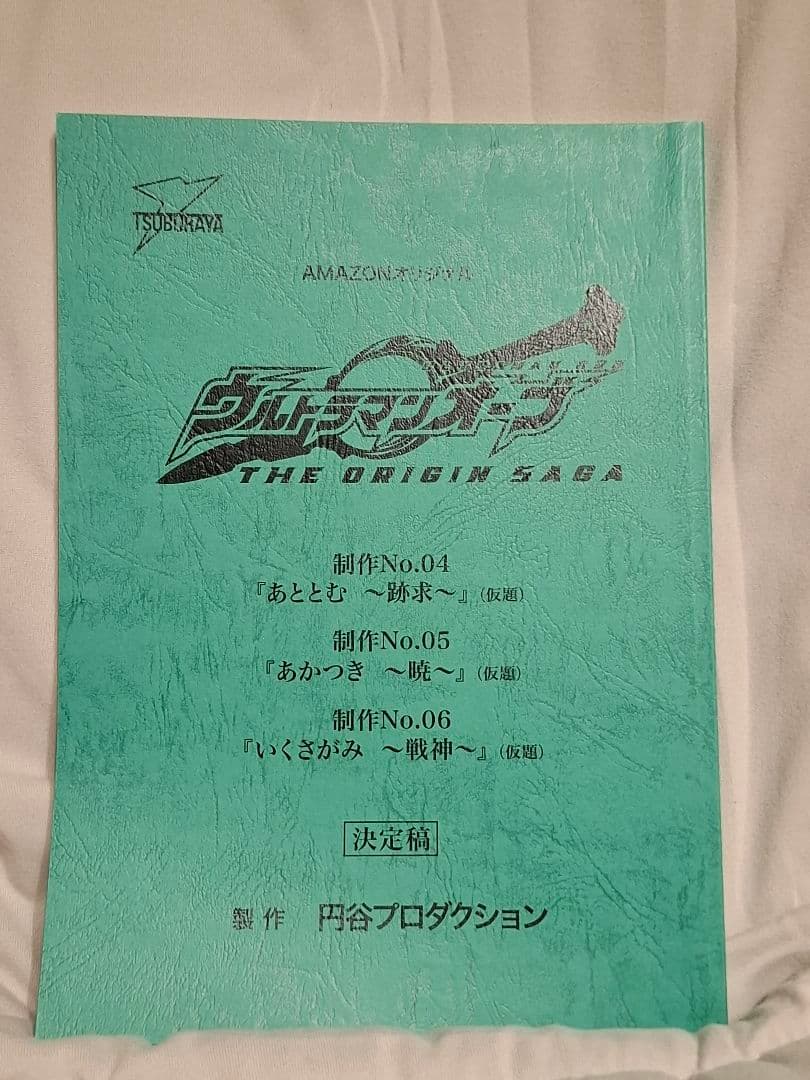 TSUBURAYA
AMAZONオリジナル
ウルトラマンオーブ
THE ORIGIN SAGA
制作No.04
『あととむ ～跡求～』(仮題)
制作No.05
『あかつき ～暁～』(仮題)
制作No.06
『いくさがみ ～戦神～』(仮題)
決定稿
製作 円谷プロダクション